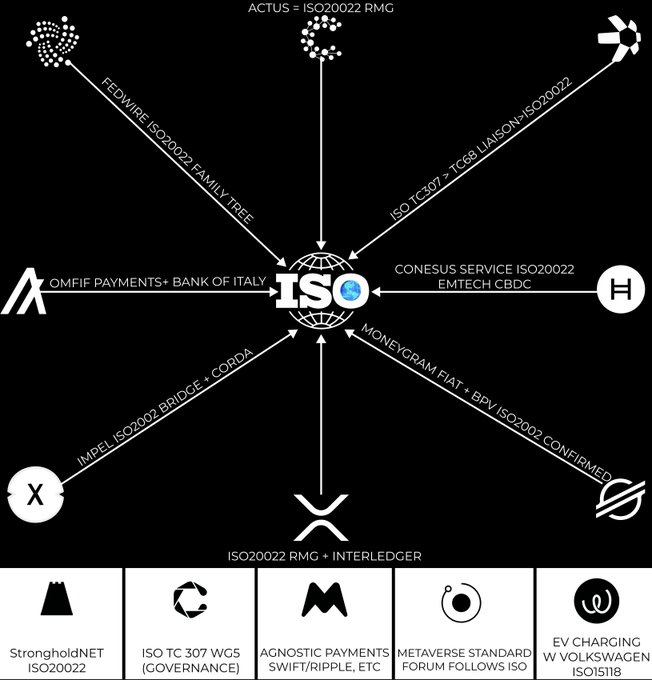 ACTUS = ISO20022 RMG
FEDWIRE ISO20022 FAMILY TREE
ISO TC307 > TC68 LIAISON>ISO20022
OMFIF PAYMENTS+ BANK OF ITALY
ISO
CONESUS SERVICE ISO20022
EMTECH CBDC
H
IMPEL ISO2002 BRIDGE + CORDA
MONEYGRAM FIAT + BPV ISO2002 CONFIRMED
X
ISO20022 RMG + INTERLEDGER
StrongholdNET
ISO20022
ISO TC 307 WG5
(GOVERNANCE)
AGNOSTIC PAYMENTS
SWIFT/RIPPLE, ETC
METAVERSE STANDARD
FORUM FOLLOWS ISO
EV CHARGING
W VOLKSWAGEN
ISO15118